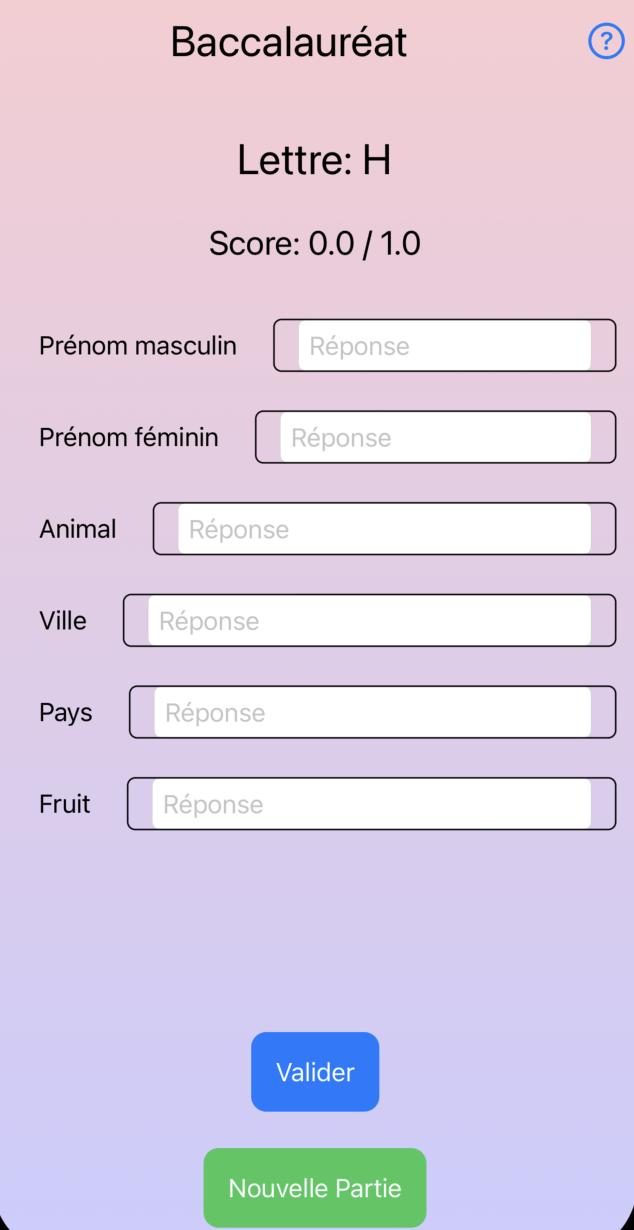 Baccalauréat
?
Lettre: H
Score: 0.0 / 1.0
Prénom masculin Réponse
Prénom féminin Réponse
Animal Réponse
Ville Réponse
Pays Réponse
Fruit Réponse
Valider
Nouvelle Partie